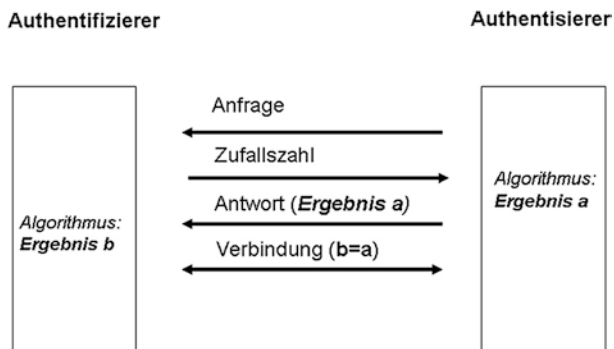 Authentifizierer
Authentisierer
Anfrage
Zufallszahl
Antwort (Ergebnis a)
Verbindung (b=a)
Algorithmus:
Ergebnis b
Algorithmus:
Ergebnis a